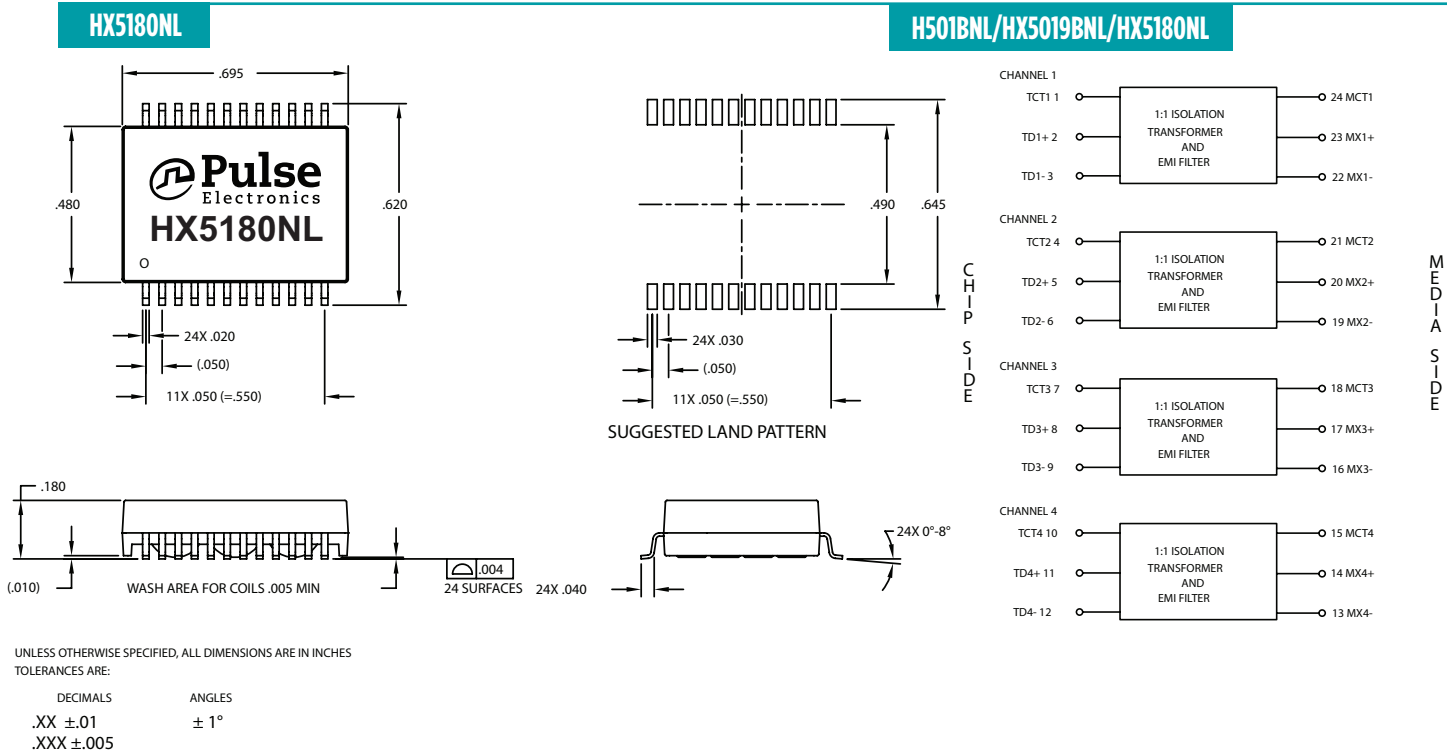 HX5180NL
H501BNL/HX5019BNL/HX5180NL
.695
Pulse
Electronics
HX5180NL
O
.480
.620
24X .020
(.050)
11X .050 (=.550)
.490
.645
24X .030
(.050)
11X .050 (=.550)
SUGGESTED LAND PATTERN
CHIP SIDE
CHANNEL 1
TCT1 1
TD1+ 2
TD1- 3
1:1 ISOLATION
TRANSFORMER
AND
EMI FILTER
24 MCT1
23 MX1+
22 MX1-
CHANNEL 2
TCT2 4
TD2+ 5
TD2- 6
1:1 ISOLATION
TRANSFORMER
AND
EMI FILTER
21 MCT2
20 MX2+
19 MX2-
CHANNEL 3
TCT3 7
TD3+ 8
TD3- 9
1:1 ISOLATION
TRANSFORMER
AND
EMI FILTER
18 MCT3
17 MX3+
16 MX3-
CHANNEL 4
TCT4 10
TD4+ 11
TD4- 12
1:1 ISOLATION
TRANSFORMER
AND
EMI FILTER
15 MCT4
14 MX4+
13 MX4-
MEDIA SIDE
.180
(.010)
WASH AREA FOR COILS .005 MIN
.004
24 SURFACES
24X .040
24X 0°-8°
UNLESS OTHERWISE SPECIFIED, ALL DIMENSIONS ARE IN INCHES
TOLERANCES ARE:
DECIMALS ANGLES
.XX ±.01 ± 1°
.XXX ±.005